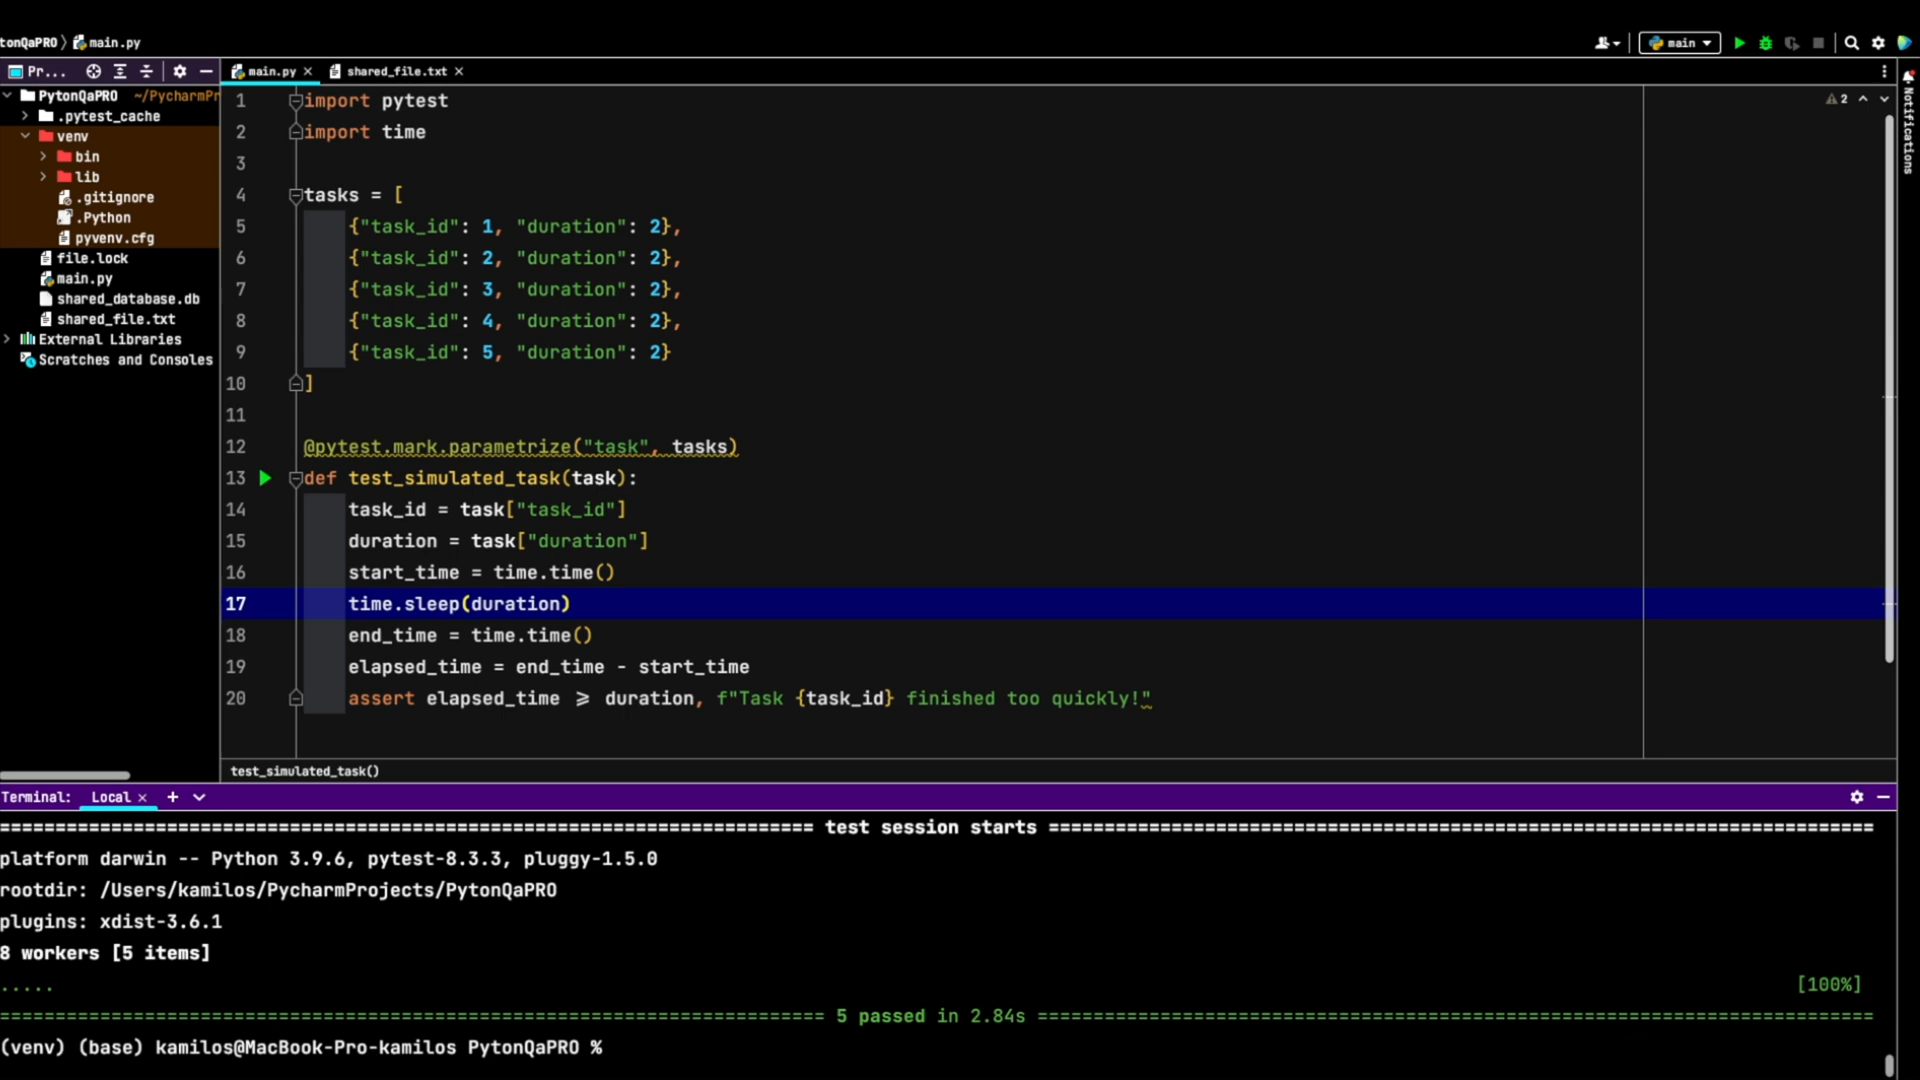 tonQaPRO 〉 main.py
main
Pr...
main.py ×
shared_file.txt ×
PytonQaPRO ~/PycharmPr
.pytest_cache
venv
bin
lib
.gitignore
.Python
pyvenv.cfg
file.lock
main.py
shared_database.db
shared_file.txt
External Libraries
Scratches and Consoles
2
Notifications
1 import pytest
2 import time
3
4 tasks = [
5 {"task_id": 1, "duration": 2},
6 {"task_id": 2, "duration": 2},
7 {"task_id": 3, "duration": 2},
8 {"task_id": 4, "duration": 2},
9 {"task_id": 5, "duration": 2}
10 ]
11
12 @pytest.mark.parametrize("task", tasks)
13 def test_simulated_task(task):
14 task_id = task["task_id"]
15 duration = task["duration"]
16 start_time = time.time()
17 time.sleep(duration)
18 end_time = time.time()
19 elapsed_time = end_time - start_time
20 assert elapsed_time ⩾ duration, f"Task {task_id} finished too quickly!"
test_simulated_task()
Terminal: Local × +
========================================================================= test session starts ==========================================================================
platform darwin -- Python 3.9.6, pytest-8.3.3, pluggy-1.5.0
rootdir: /Users/kamilos/PycharmProjects/PytonQaPRO
plugins: xdist-3.6.1
8 workers [5 items]
..... [100%]
========================================================================== 5 passed in 2.84s ===========================================================================
(venv) (base) kamilos@MacBook-Pro-kamilos PytonQaPRO %